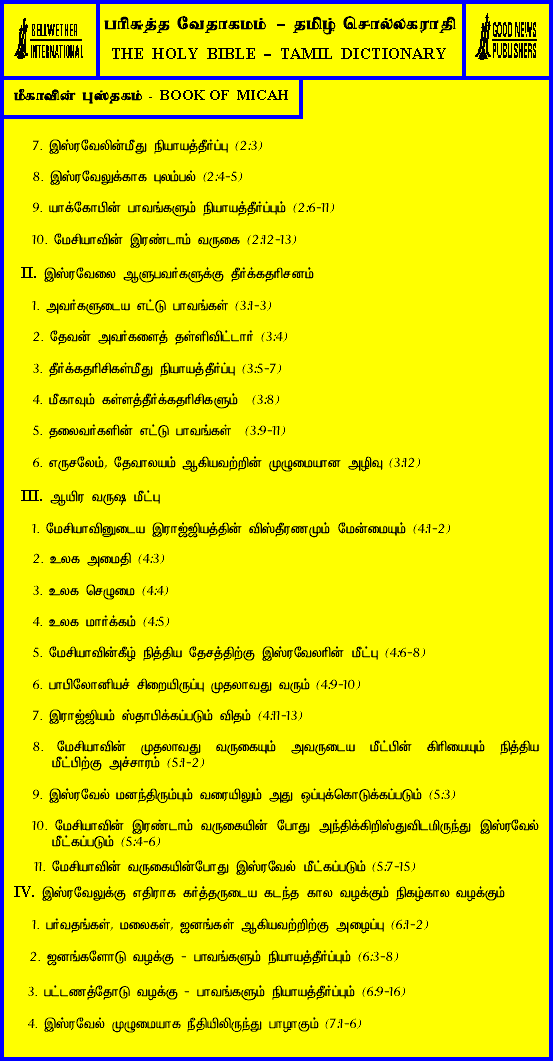 BELLWETHER
INTERNATIONAL
பரிசுத்த வேதாகமம் – தமிழ் சொல்லகராதி
THE HOLY BIBLE – TAMIL DICTIONARY
GOOD NEWS
PUBLISHERS
மீகாவின் புஸ்தகம் - BOOK OF MICAH
7. இஸ்ரவேலின்மீது நியாயத்தீர்ப்பு (2:3)
8. இஸ்ரவேலுக்காக புலம்பல் (2:4-5)
9. யாக்கோபின் பாவங்களும் நியாயத்தீர்ப்பும் (2:6-11)
10. மேசியாவின் இரண்டாம் வருகை (2:12-13)
II. இஸ்ரவேலை ஆளுபவர்களுக்கு தீர்க்கதரிசனம்
1. அவர்களுடைய எட்டு பாவங்கள் (3:1-3)
2. தேவன் அவர்களைத் தள்ளிவிட்டார் (3:4)
3. தீர்க்கதரிசிகள்மீது நியாயத்தீர்ப்பு (3:5-7)
4. மீகாவும் கள்ளத்தீர்க்கதரிசிகளும் (3:8)
5. தலைவர்களின் எட்டு பாவங்கள் (3:9-11)
6. எருசலேம், தேவாலயம் ஆகியவற்றின் முழுமையான அழிவு (3:12)
III. ஆயிர வருஷ மீட்பு
1. மேசியாவினுடைய இராஜ்ஜியத்தின் விஸ்தீரணமும் மேன்மையும் (4:1-2)
2. உலக அமைதி (4:3)
3. உலக செழுமை (4:4)
4. உலக மார்க்கம் (4:5)
5. மேசியாவின்கீழ் நித்திய தேசத்திற்கு இஸ்ரவேலரின் மீட்பு (4:6-8)
6. பாபிலோனியச் சிறையிருப்பு முதலாவது வரும் (4:9-10)
7. இராஜ்ஜியம் ஸ்தாபிக்கப்படும் விதம் (4:11-13)
8. மேசியாவின் முதலாவது வருகையும் அவருடைய மீட்பின் கிரியையும் நித்திய
மீட்பிற்கு அச்சாரம் (5:1-2)
9. இஸ்ரவேல் மனந்திரும்பும் வரையிலும் அது ஒப்புக்கொடுக்கப்படும் (5:3)
10. மேசியாவின் இரண்டாம் வருகையின் போது அந்திக்கிறிஸ்துவிடமிருந்து இஸ்ரவேல்
மீட்கப்படும் (5:4-6)
11. மேசியாவின் வருகையின்போது இஸ்ரவேல் மீட்கப்படும் (5:7-15)
IV. இஸ்ரவேலுக்கு எதிராக கர்த்தருடைய கடந்த கால வழக்கும் நிகழ்கால வழக்கும்
1. பர்வதங்கள், மலைகள், ஜனங்கள் ஆகியவற்றிற்கு அழைப்பு (6:1-2)
2. ஜனங்களோடு வழக்கு - பாவங்களும் நியாயத்தீர்ப்பும் (6:3-8)
3. பட்டணத்தோடு வழக்கு - பாவங்களும் நியாயத்தீர்ப்பும் (6:9-16)
4. இஸ்ரவேல் முழுமையாக நீதியிலிருந்து பாழாகும் (7:1-6)